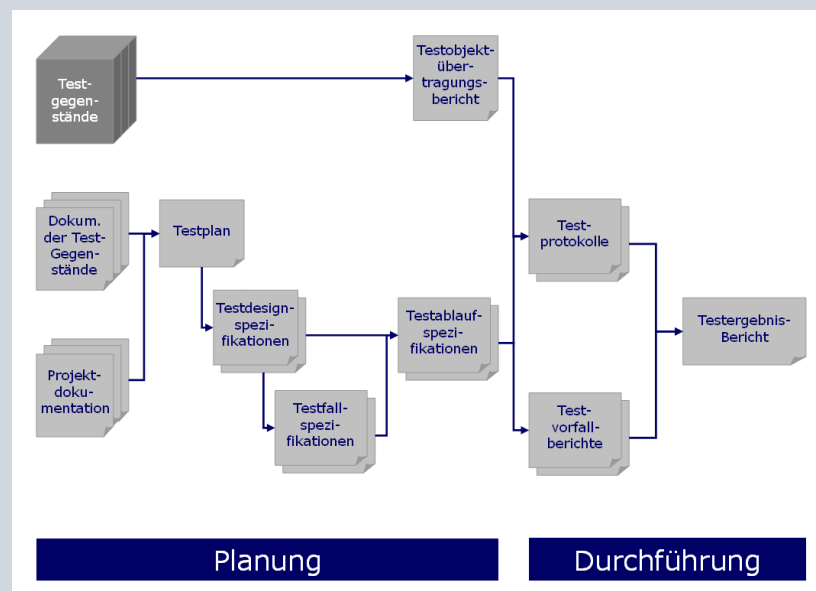 Test-
gegen-
stände
Testobjekt-
über-
tragungs-
bericht
Dokum.
der Test-
Gegen-
stände
Testplan
Test-
protokolle
Testdesign-
spezi-
fikationen
Testablauf-
spezi-
fikationen
Testergebnis-
Bericht
Projekt-
doku-
mentation
Testfall-
spezi-
fikationen
Test-
vorfall-
berichte
Planung
Durchführung